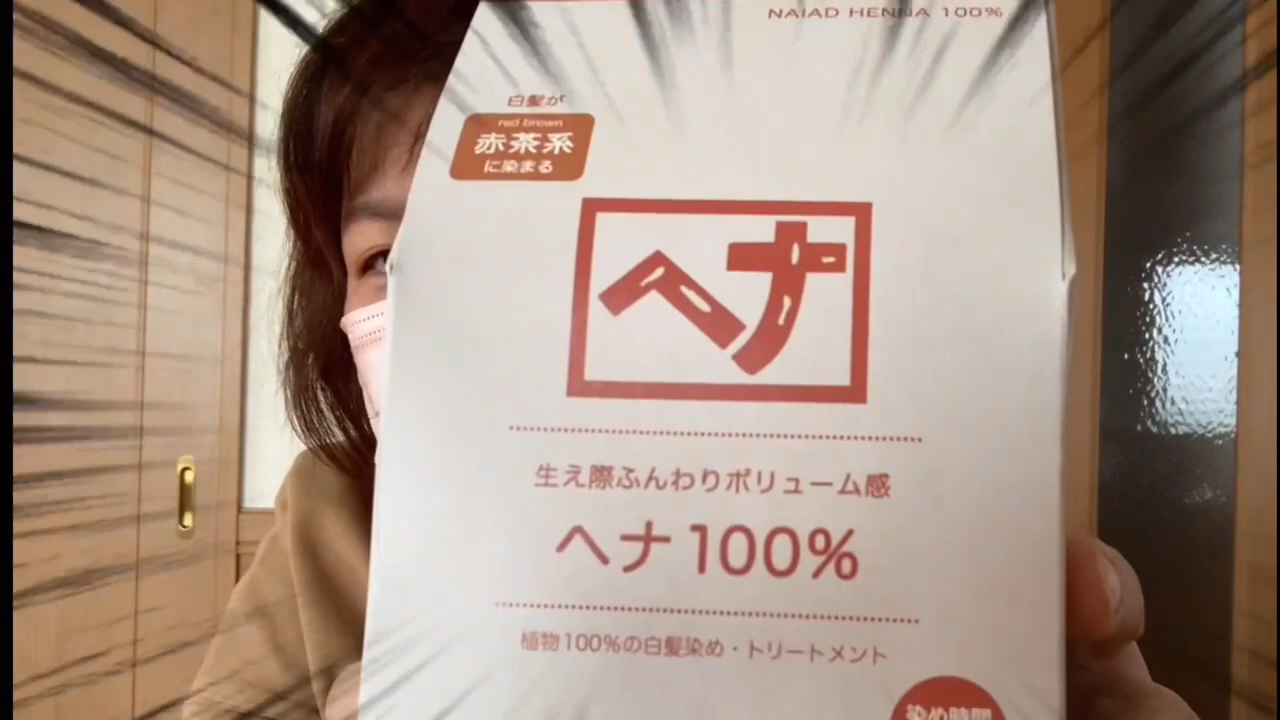 NAIAD HENNA 100%
白髪が
red brown
赤茶系
に染まる
ヘナ
生え際ふんわりボリューム感
ヘナ100%
植物100%の白髪染め・トリートメント
染め時間